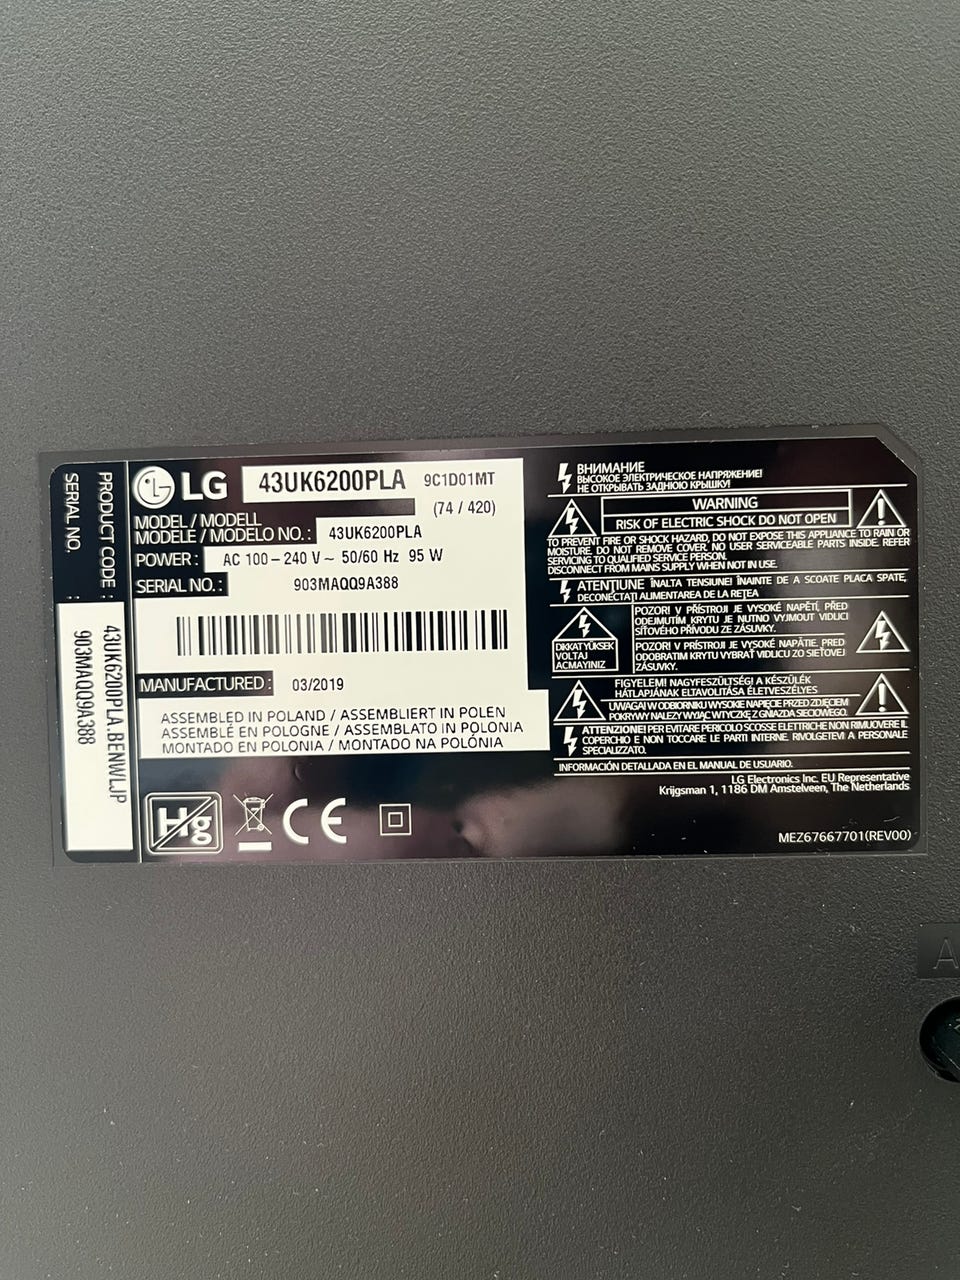 PRODUCT CODE : 43UK6200PLA.BENWLJP
SERIAL NO. : 903MAQQ9A388
LG 43UK6200PLA 9C1D01MT
(74 / 420)
MODEL / MODELL
MODÈLE / MODELO NO. : 43UK6200PLA
POWER : AC 100 – 240 V ~ 50/60 Hz 95 W
SERIAL NO. : 903MAQQ9A388
MANUFACTURED : 03/2019
ASSEMBLED IN POLAND / ASSEMBLIERT IN POLEN
ASSEMBLÉ EN POLOGNE / ASSEMBLATO IN POLONIA
MONTADO EN POLONIA / MONTADO NA POLÓNIA
Hg
CE
ВНИМАНИЕ
ВЫСОКОЕ ЭЛЕКТРИЧЕСКОЕ НАПРЯЖЕНИЕ!
НЕ ОТКРЫВАТЬ ЗАДНЮЮ КРЫШКУ!
WARNING
RISK OF ELECTRIC SHOCK DO NOT OPEN
TO PREVENT FIRE OR SHOCK HAZARD, DO NOT EXPOSE THIS APPLIANCE TO RAIN OR
MOISTURE. DO NOT REMOVE COVER. NO USER SERVICEABLE PARTS INSIDE. REFER
SERVICING TO QUALIFIED SERVICE PERSON.
DISCONNECT FROM MAINS SUPPLY WHEN NOT IN USE.
ATENŢIUNE ÎNALTA TENSIUNE! ÎNAINTE DE A SCOATE PLACA SPATE,
DECONECTAŢI ALIMENTAREA DE LA REŢEA
DIKKAT YÜKSEK
VOLTAJ
AÇMAYINIZ
POZOR! V PŘÍSTROJI JE VYSOKÉ NAPĚTÍ, PŘED
ODEJMUTÍM KRYTU JE NUTNO VYJMOUT VIDLICI
SÍŤOVÉHO PŘÍVODU ZE ZÁSUVKY.
POZOR! V PRÍSTROJI JE VYSOKÉ NAPÄTIE, PRED
ODOBRATIM KRYTU VYBRAŤ VIDLICU ZO SIEŤOVEJ
ZÁSUVKY.
FIGYELEM! NAGYFESZÜLTSÉG! A KÉSZÜLÉK
HÁTLAPJÁNAK ELTAVOLÍTÁSA ÉLETVESZÉLYES
UWAGA! W ODBIORNIKU WYSOKIE NAPIĘCIE PRZED ZDJĘCIEM
POKRYWY NALEŻY WYJĄĆ WTYCZKĘ Z GNIAZDA SIECIOWEGO.
ATTENZIONE! PER EVITARE PERICOLO SCOSSE ELETTRICHE NON RIMUOVERE IL
COPERCHIO E NON TOCCARE LE PARTI INTERNE. RIVOLGETEVI A PERSONALE
SPECIALIZZATO.
INFORMACIÓN DETALLADA EN EL MANUAL DE USUARIO.
LG Electronics Inc. EU Representative
Krijgsman 1, 1186 DM Amstelveen, The Netherlands
MEZ67667701(REV00)
A